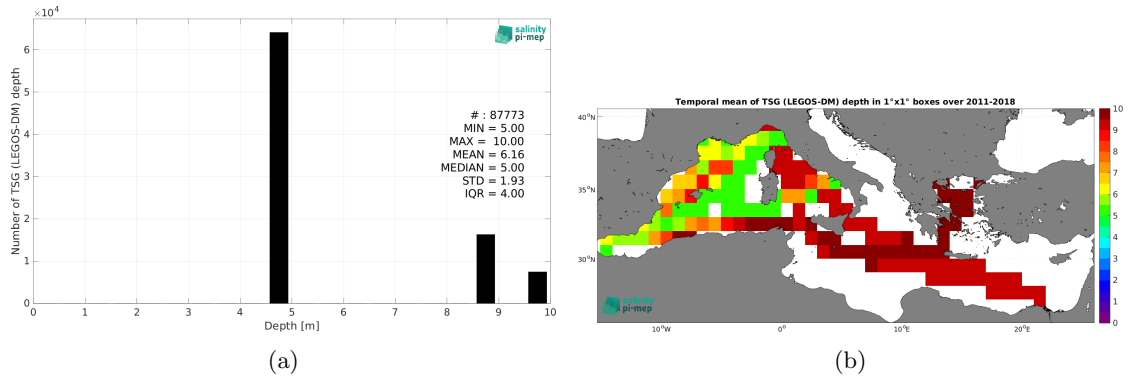 ×10⁴
6
5
4
3
2
1
0
Number of TSG (LEGOS-DM) depth
salinity
pi-mep
# : 87773
MIN = 5.00
MAX = 10.00
MEAN = 6.16
MEDIAN = 5.00
STD = 1.93
IQR = 4.00
0 1 2 3 4 5 6 7 8 9 10
Depth [m]
(a)
Temporal mean of TSG (LEGOS-DM) depth in 1°x1° boxes over 2011-2018
40°N
35°N
30°N
salinity
pi-mep
10°W 0° 10°E 20°E
10
9
8
7
6
5
4
3
2
1
0
(b)